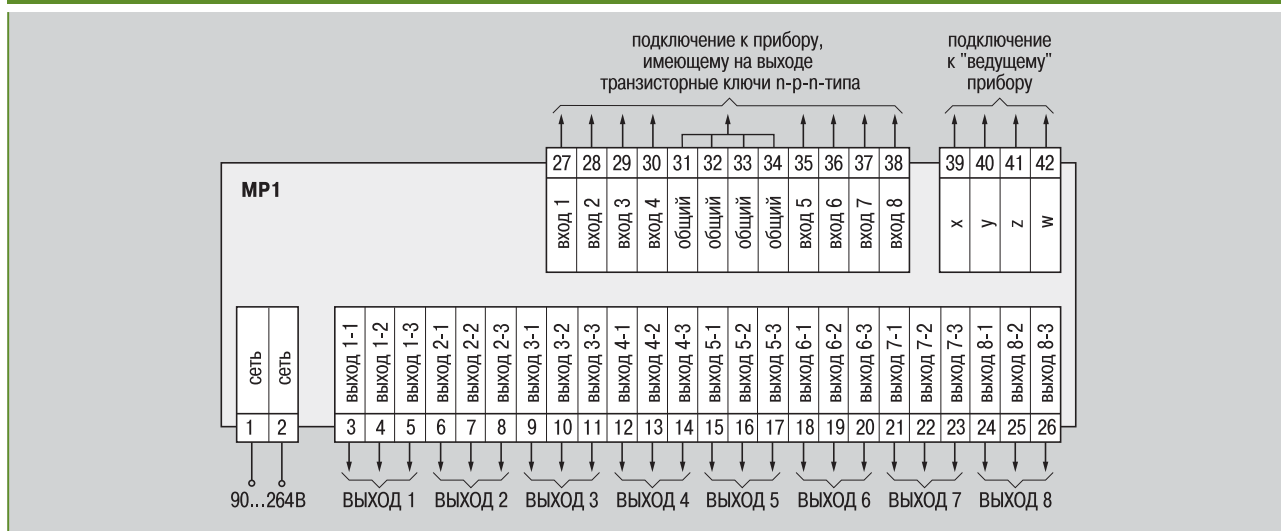 подключение к прибору,
имеющему на выходе
транзисторные ключи n-p-n-типа
подключение
к "ведущему"
прибору
27 28 29 30 31 32 33 34 35 36 37 38
39 40 41 42
МР1
вход 1
вход 2
вход 3
вход 4
общий
общий
общий
общий
вход 5
вход 6
вход 7
вход 8
x
y
z
w
сеть
сеть
выход 1-1
выход 1-2
выход 1-3
выход 2-1
выход 2-2
выход 2-3
выход 3-1
выход 3-2
выход 3-3
выход 4-1
выход 4-2
выход 4-3
выход 5-1
выход 5-2
выход 5-3
выход 6-1
выход 6-2
выход 6-3
выход 7-1
выход 7-2
выход 7-3
выход 8-1
выход 8-2
выход 8-3
1 2
3 4 5 6 7 8 9 10 11 12 13 14 15 16 17 18 19 20 21 22 23 24 25 26
90...264В
ВЫХОД 1 ВЫХОД 2 ВЫХОД 3 ВЫХОД 4 ВЫХОД 5 ВЫХОД 6 ВЫХОД 7 ВЫХОД 8